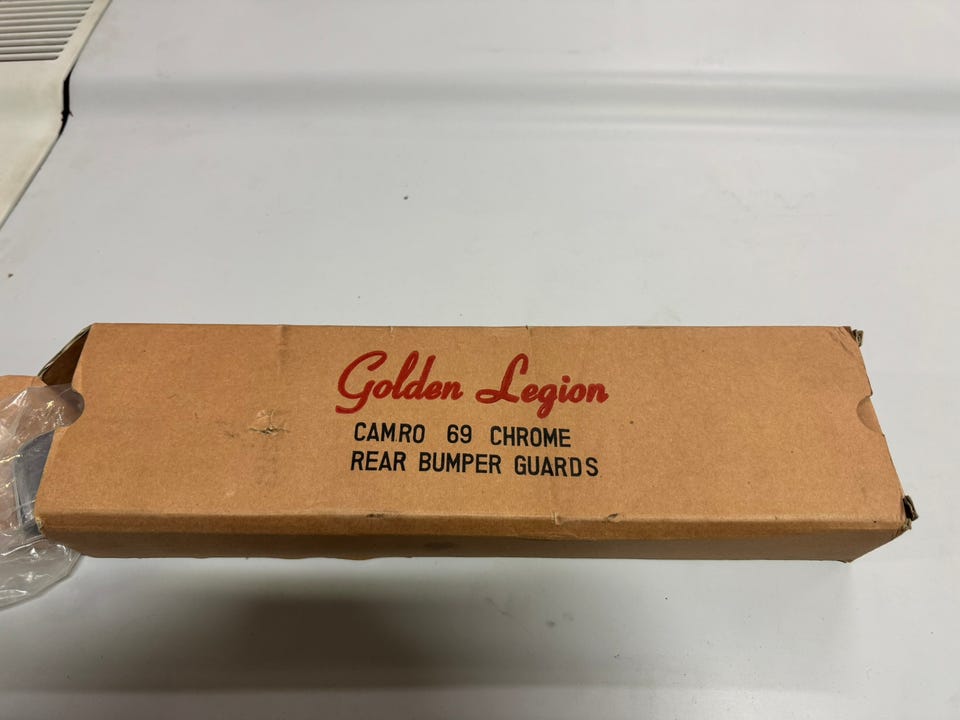 Golden Legion
CAMRO 69 CHROME
REAR BUMPER GUARDS